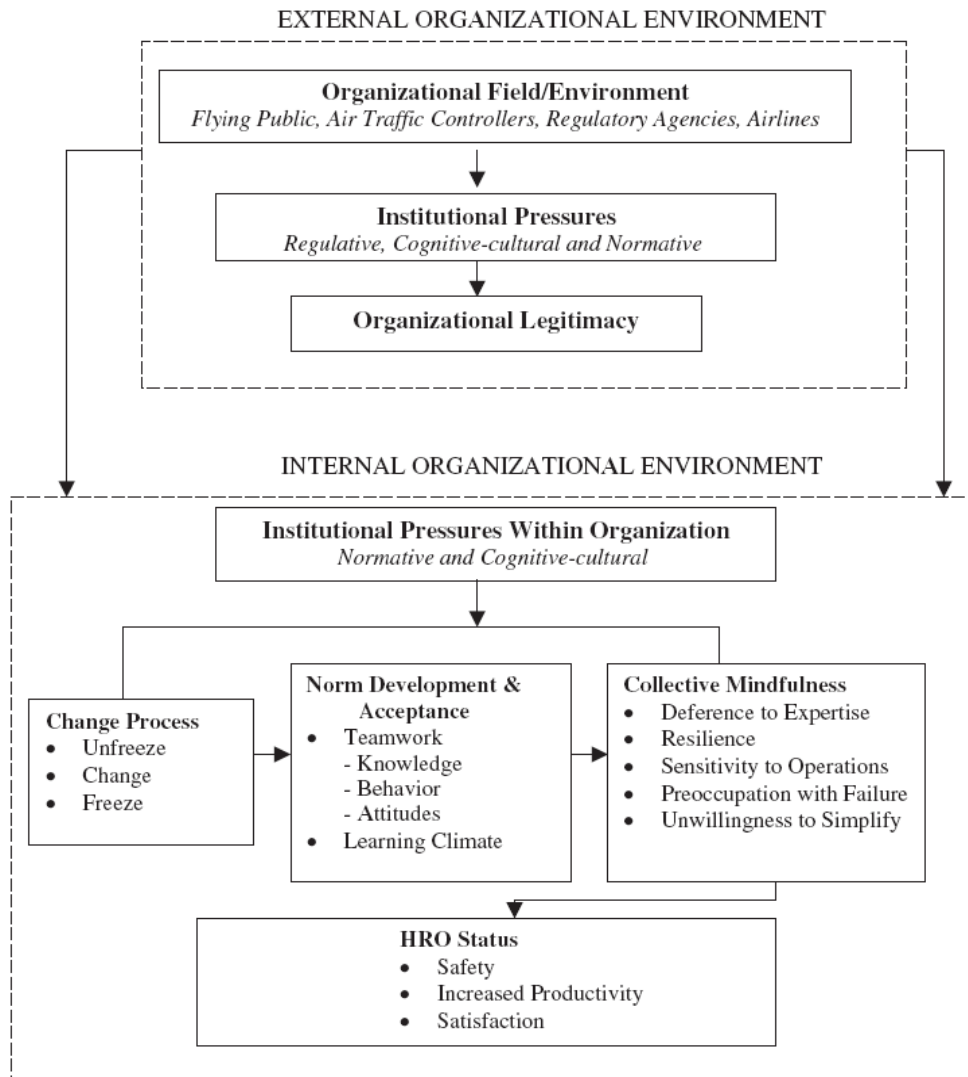 EXTERNAL ORGANIZATIONAL ENVIRONMENT
Organizational Field/Environment
Flying Public, Air Traffic Controllers, Regulatory Agencies, Airlines
Institutional Pressures
Regulative, Cognitive-cultural and Normative
Organizational Legitimacy
INTERNAL ORGANIZATIONAL ENVIRONMENT
Institutional Pressures Within Organization
Normative and Cognitive-cultural
Change Process
• Unfreeze
• Change
• Freeze
Norm Development &
Acceptance
• Teamwork
- Knowledge
- Behavior
- Attitudes
• Learning Climate
Collective Mindfulness
• Deference to Expertise
• Resilience
• Sensitivity to Operations
• Preoccupation with Failure
• Unwillingness to Simplify
HRO Status
• Safety
• Increased Productivity
• Satisfaction